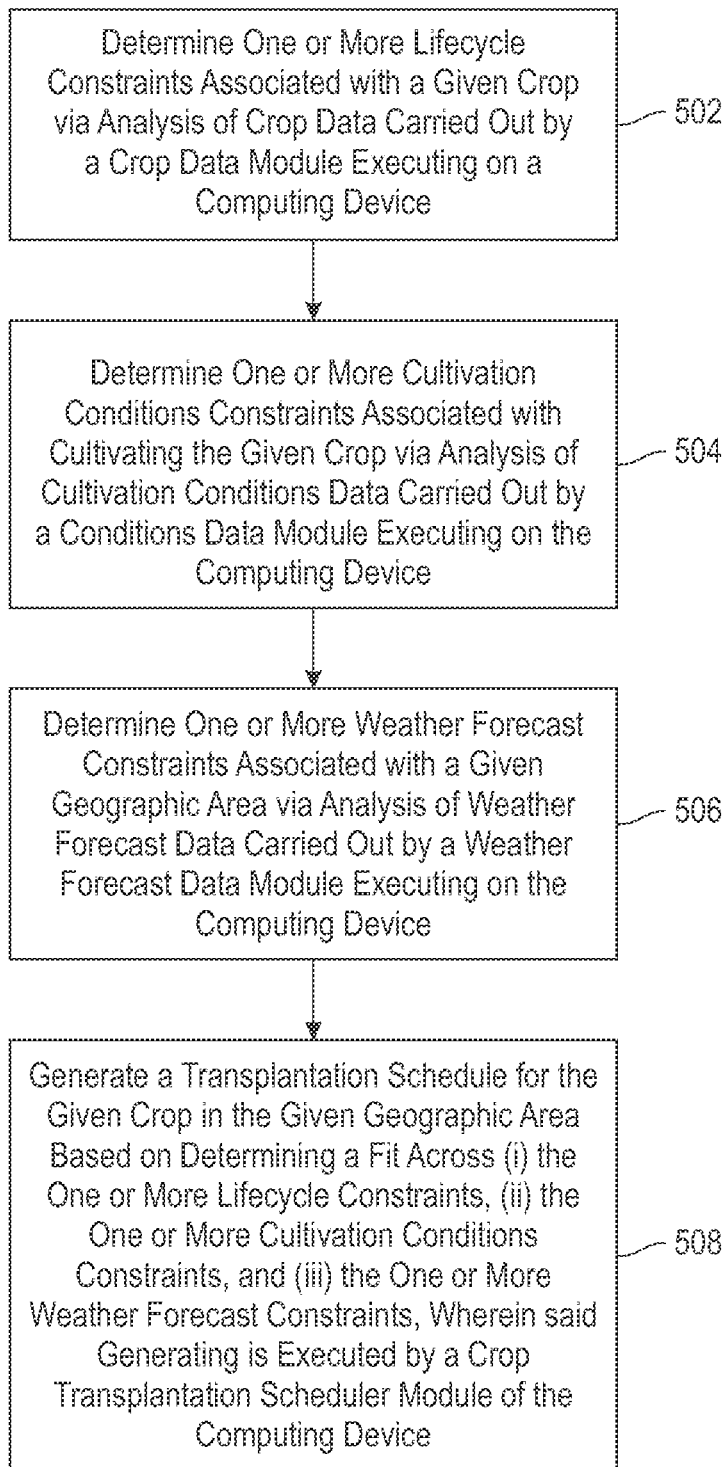 Determine One or More Lifecycle
Constraints Associated with a Given Crop
via Analysis of Crop Data Carried Out by
a Crop Data Module Executing on a
Computing Device
502
Determine One or More Cultivation
Conditions Constraints Associated with
Cultivating the Given Crop via Analysis of
Cultivation Conditions Data Carried Out by
a Conditions Data Module Executing on the
Computing Device
504
Determine One or More Weather Forecast
Constraints Associated with a Given
Geographic Area via Analysis of Weather
Forecast Data Carried Out by a Weather
Forecast Data Module Executing on the
Computing Device
506
Generate a Transplantation Schedule for the
Given Crop in the Given Geographic Area
Based on Determining a Fit Across (i) the
One or More Lifecycle Constraints, (ii) the
One or More Cultivation Conditions
Constraints, and (iii) the One or More
Weather Forecast Constraints, Wherein said
Generating is Executed by a Crop
Transplantation Scheduler Module of the
Computing Device
508